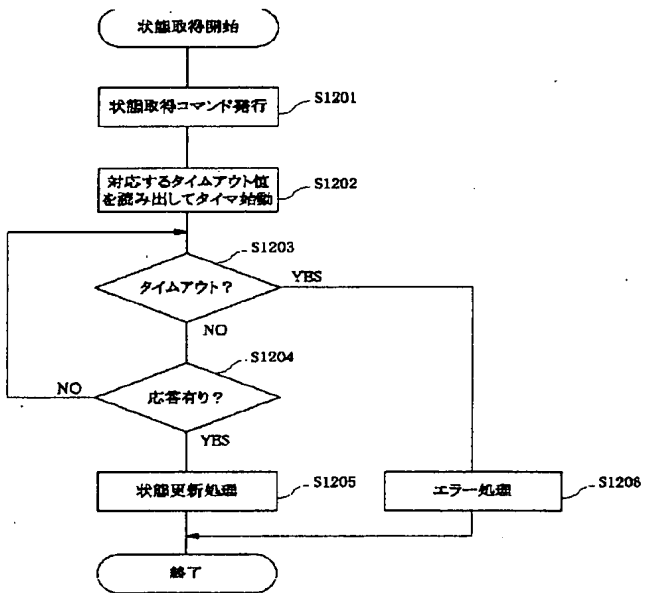 状態取得開始
状態取得コマンド発行
S1201
対応するタイムアウト値
を読み出してタイマ始動
S1202
S1203
タイムアウト？
YES
NO
S1204
応答有り？
NO
YES
状態更新処理
S1205
エラー処理
S1206
終了